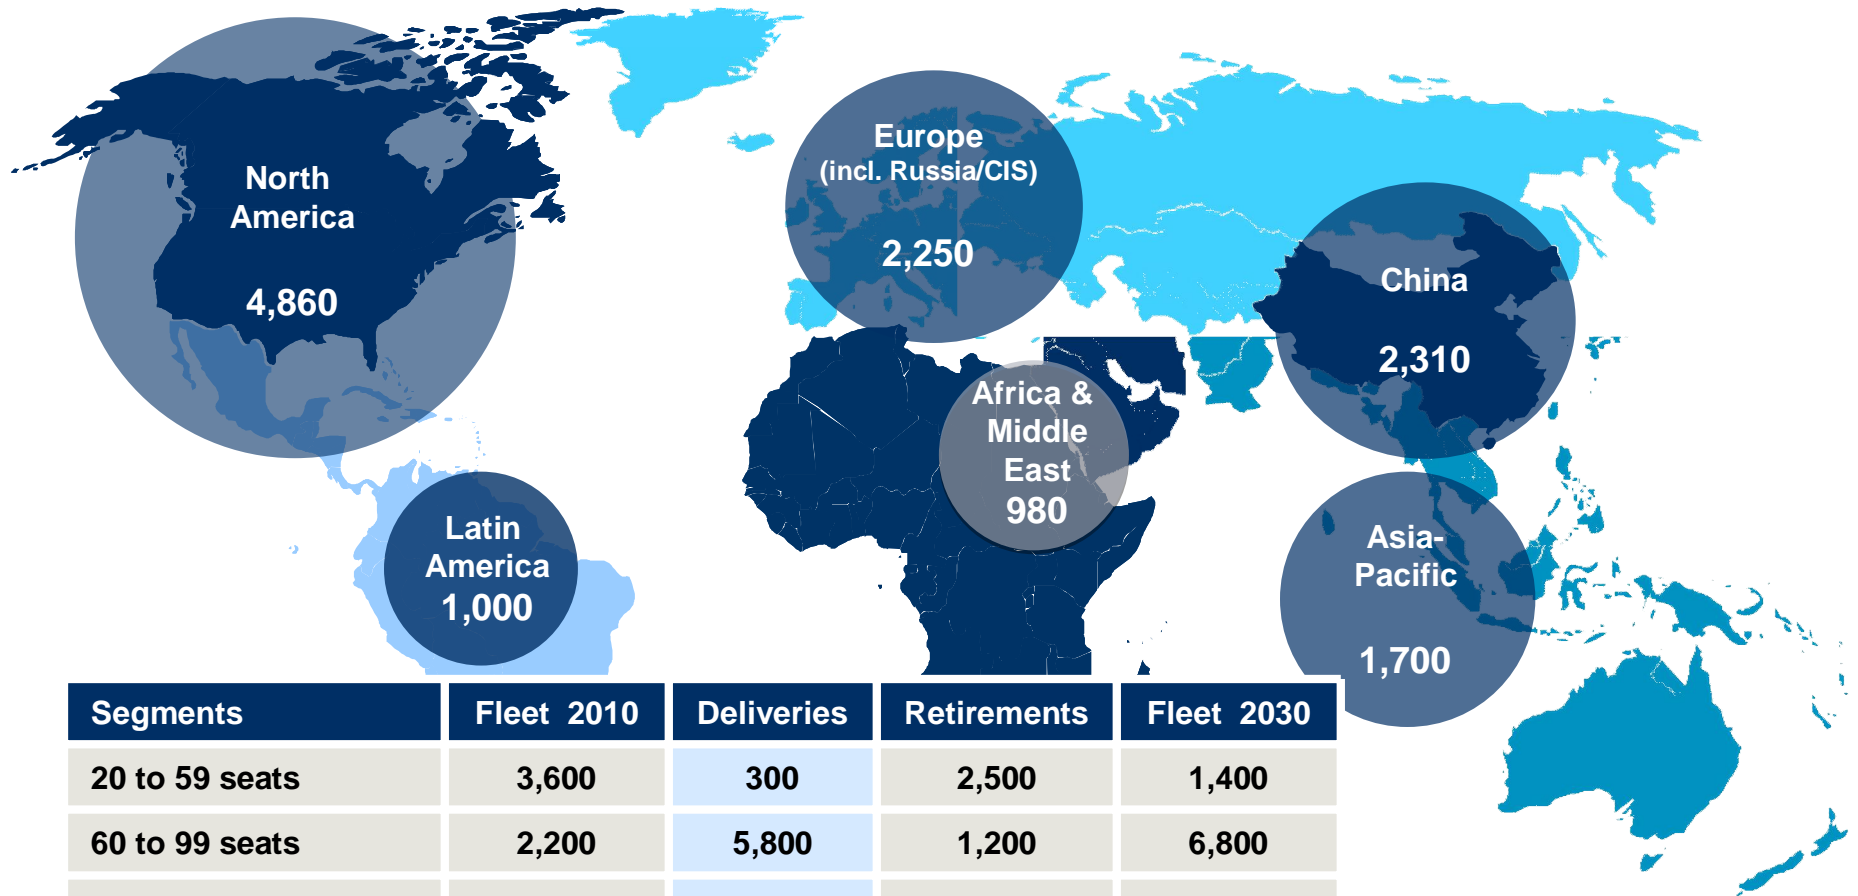 North
America
4,860
Europe
(incl. Russia/CIS)
2,250
China
2,310
Africa &
Middle
East
980
Latin
America
1,000
Asia-
Pacific
1,700
Segments Fleet 2010 Deliveries Retirements Fleet 2030
20 to 59 seats 3,600 300 2,500 1,400
60 to 99 seats 2,200 5,800 1,200 6,800